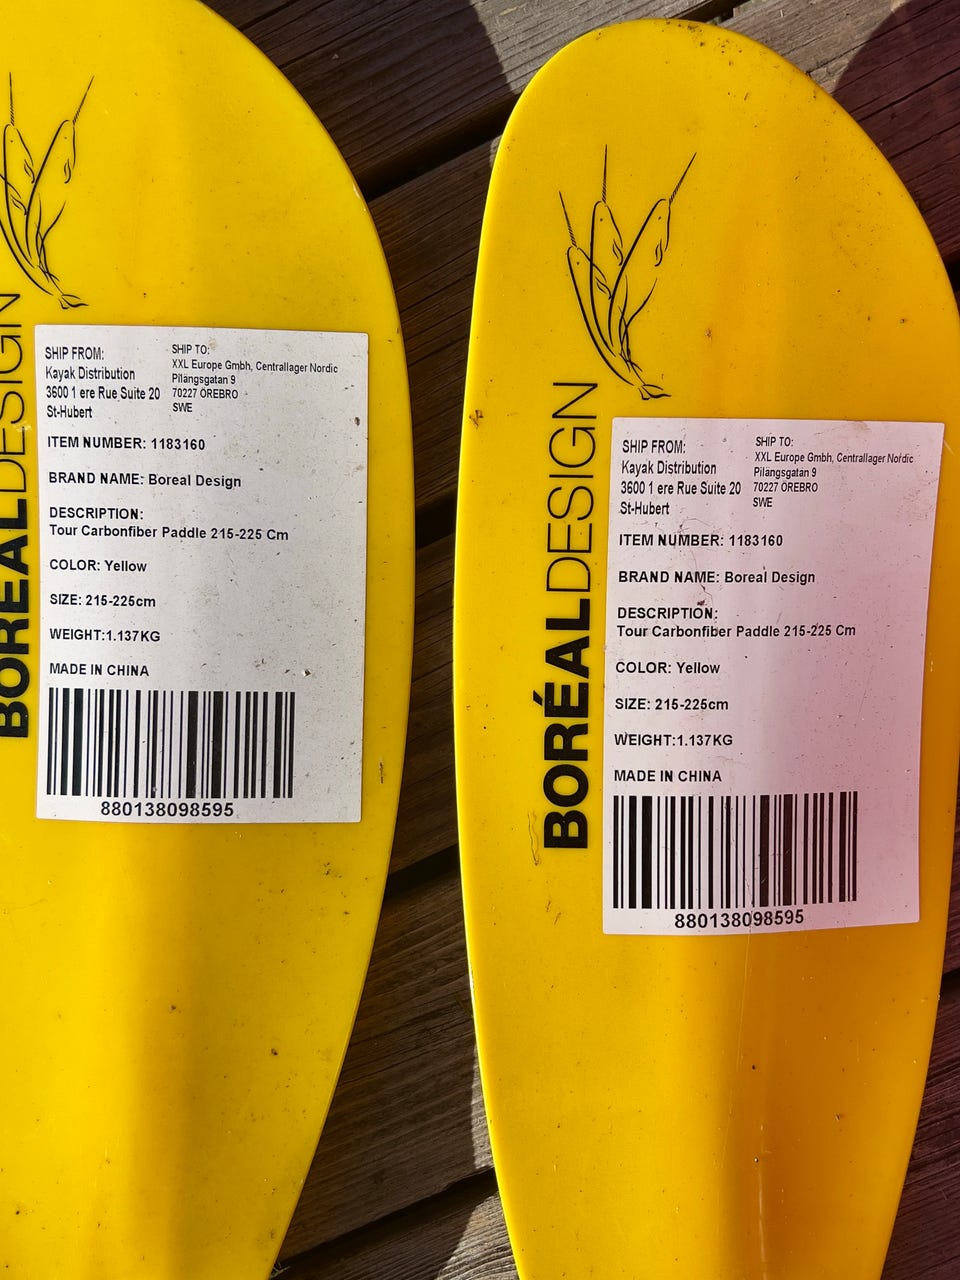 BORÉALDESIGN
SHIP FROM:
Kayak Distribution
3600 1 ere Rue Suite 20
St-Hubert
SHIP TO:
XXL Europe Gmbh, Centrallager Nordic
Pilängsgatan 9
70227 ÖREBRO
SWE
ITEM NUMBER: 1183160
BRAND NAME: Boreal Design
DESCRIPTION:
Tour Carbonfiber Paddle 215-225 Cm
COLOR: Yellow
SIZE: 215-225cm
WEIGHT:1.137KG
MADE IN CHINA
880138098595
BORÉALDESIGN
SHIP FROM:
Kayak Distribution
3600 1 ere Rue Suite 20
St-Hubert
SHIP TO:
XXL Europe Gmbh, Centrallager Nordic
Pilängsgatan 9
70227 ÖREBRO
SWE
ITEM NUMBER: 1183160
BRAND NAME: Boreal Design
DESCRIPTION:
Tour Carbonfiber Paddle 215-225 Cm
COLOR: Yellow
SIZE: 215-225cm
WEIGHT:1.137KG
MADE IN CHINA
880138098595